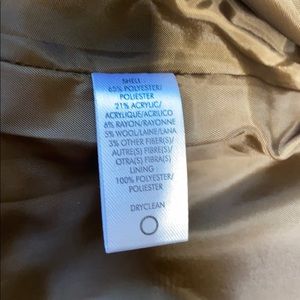 SHELL
65% POLYESTER/
POLIESTER
21% ACRYLIC/
ACRYLIQUE/ACRILICO
6% RAYON/RAYONNE
5% WOOL/LAINE/LANA
3% OTHER FIBER(S)/
AUTRE(S) FIBRE(S)/
OTRA(S) FIBRA(S)
LINING
100% POLYESTER/
POLIESTER
DRYCLEAN